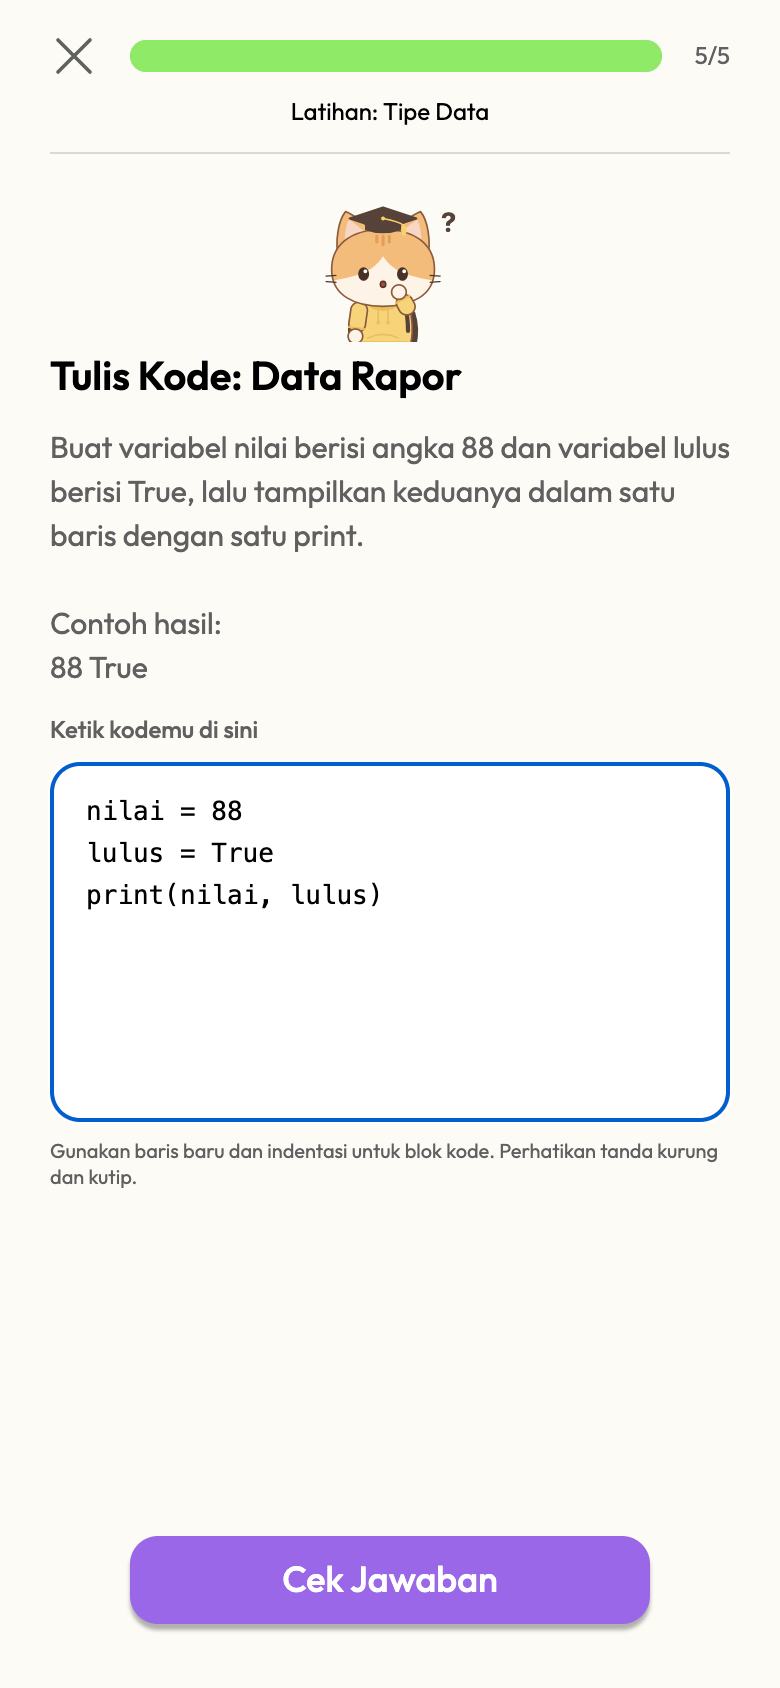 5/5
Latihan: Tipe Data
?
Tulis Kode: Data Rapor
Buat variabel nilai berisi angka 88 dan variabel lulus
berisi True, lalu tampilkan keduanya dalam satu
baris dengan satu print.
Contoh hasil:
88 True
Ketik kodemu di sini
nilai = 88
lulus = True
print(nilai, lulus)
Gunakan baris baru dan indentasi untuk blok kode. Perhatikan tanda kurung
dan kutip.
Cek Jawaban